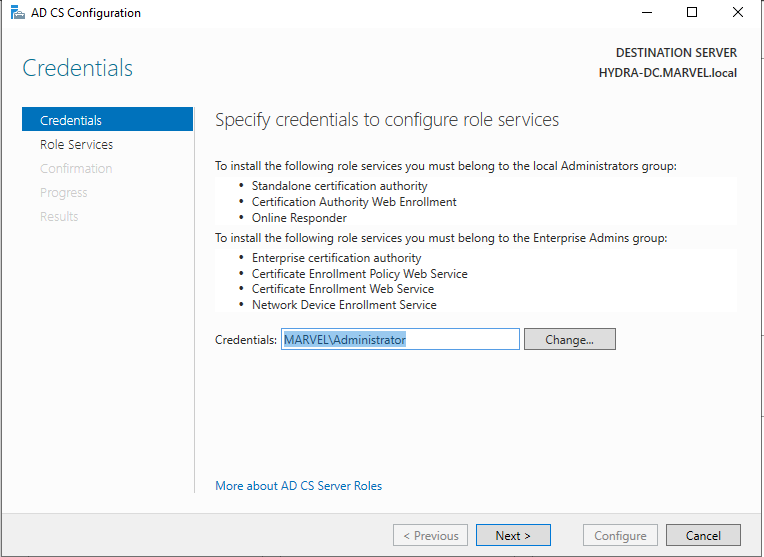 AD CS Configuration
Credentials
DESTINATION SERVER
HYDRA-DC.MARVEL.local
Credentials
Role Services
Confirmation
Progress
Results
Specify credentials to configure role services
To install the following role services you must belong to the local Administrators group:
• Standalone certification authority
• Certification Authority Web Enrollment
• Online Responder
To install the following role services you must belong to the Enterprise Admins group:
• Enterprise certification authority
• Certificate Enrollment Policy Web Service
• Certificate Enrollment Web Service
• Network Device Enrollment Service
Credentials: MARVEL\Administrator Change...
More about AD CS Server Roles
< Previous Next > Configure Cancel